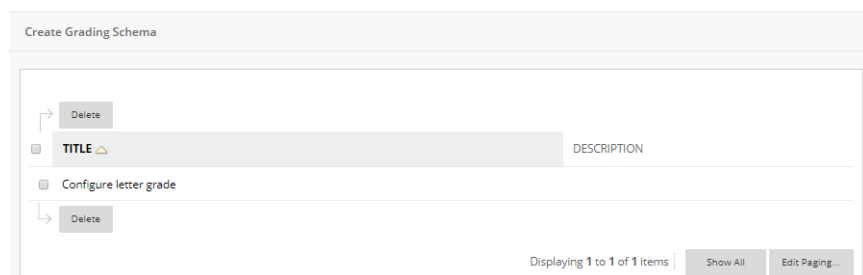 Create Grading Schema
Delete
TITLE DESCRIPTION
Configure letter grade
Delete
Displaying 1 to 1 of 1 items Show All Edit Paging...